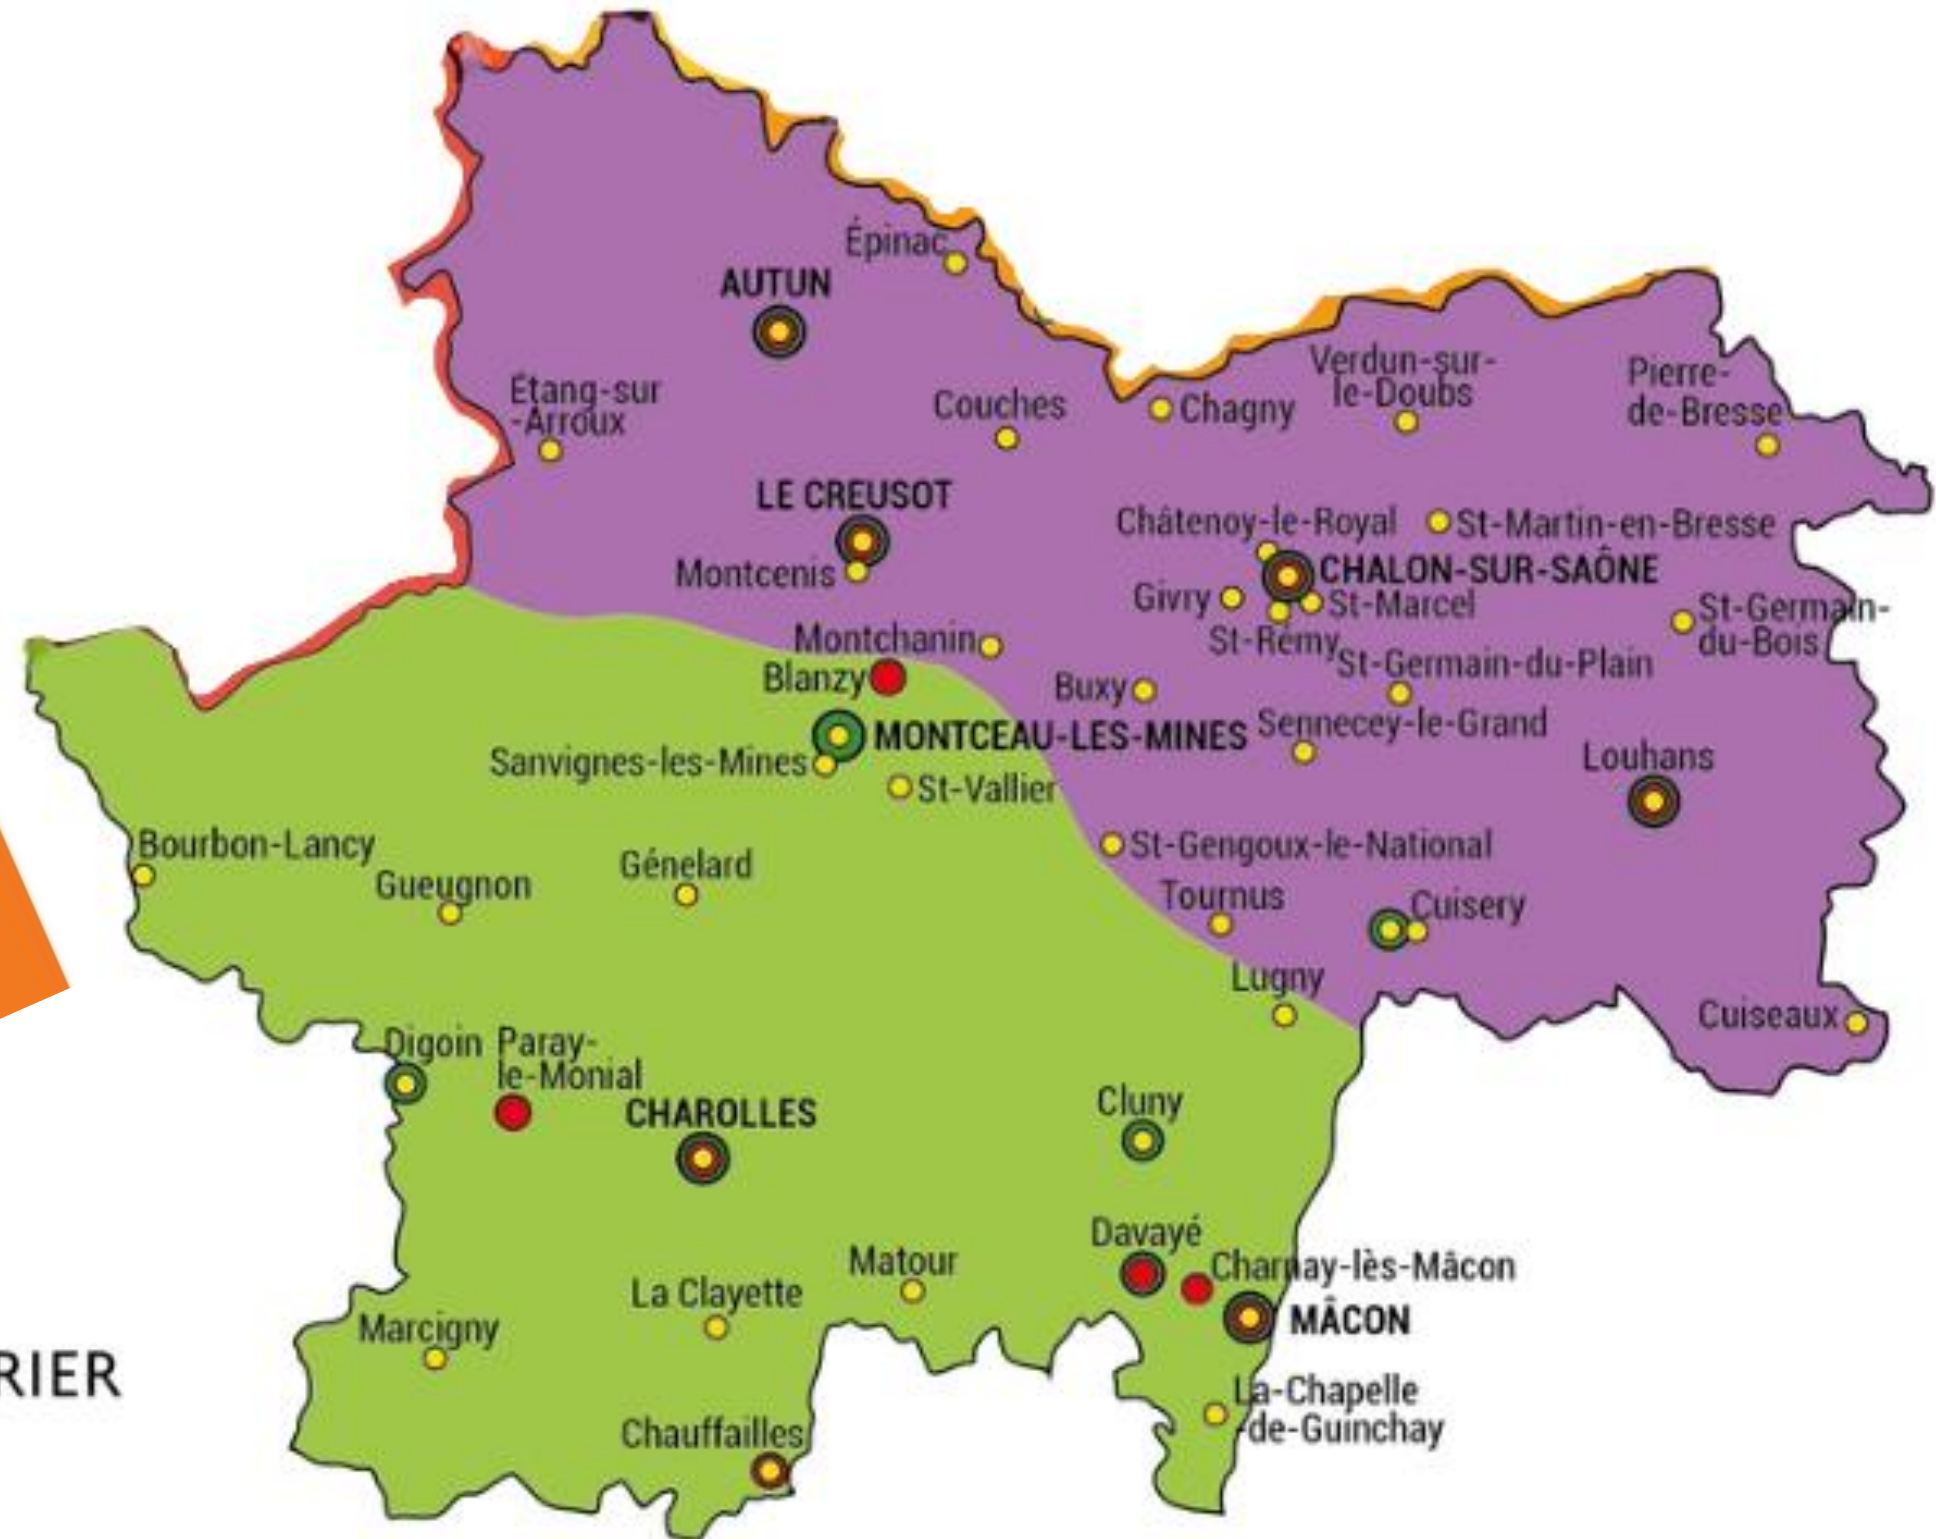 Épinac
AUTUN
Étang-sur
-Arroux
Couches
Chagny
Verdun-sur-
le-Doubs
Pierre-
de-Bresse
LE CREUSOT
Montcenis
Châtenoy-le-Royal
St-Martin-en-Bresse
CHALON-SUR-SAÔNE
Givry
St-Marcel
St-Rémy
St-Germain-
du-Bois
Montchanin
Blanzy
St-Germain-du-Plain
Buxy
MONTCEAU-LES-MINES
Sennecey-le-Grand
Sanvignes-les-Mines
St-Vallier
Louhans
Bourbon-Lancy
Gueugnon
Génelard
St-Gengoux-le-National
Tournus
Cuisery
Lugny
Cuiseaux
Digoin
Paray-
le-Monial
CHAROLLES
Cluny
Davayé
Charnay-lès-Mâcon
MÂCON
Matour
La Clayette
Marcigny
RIER
La-Chapelle
-de-Guinchay
Chauffailles